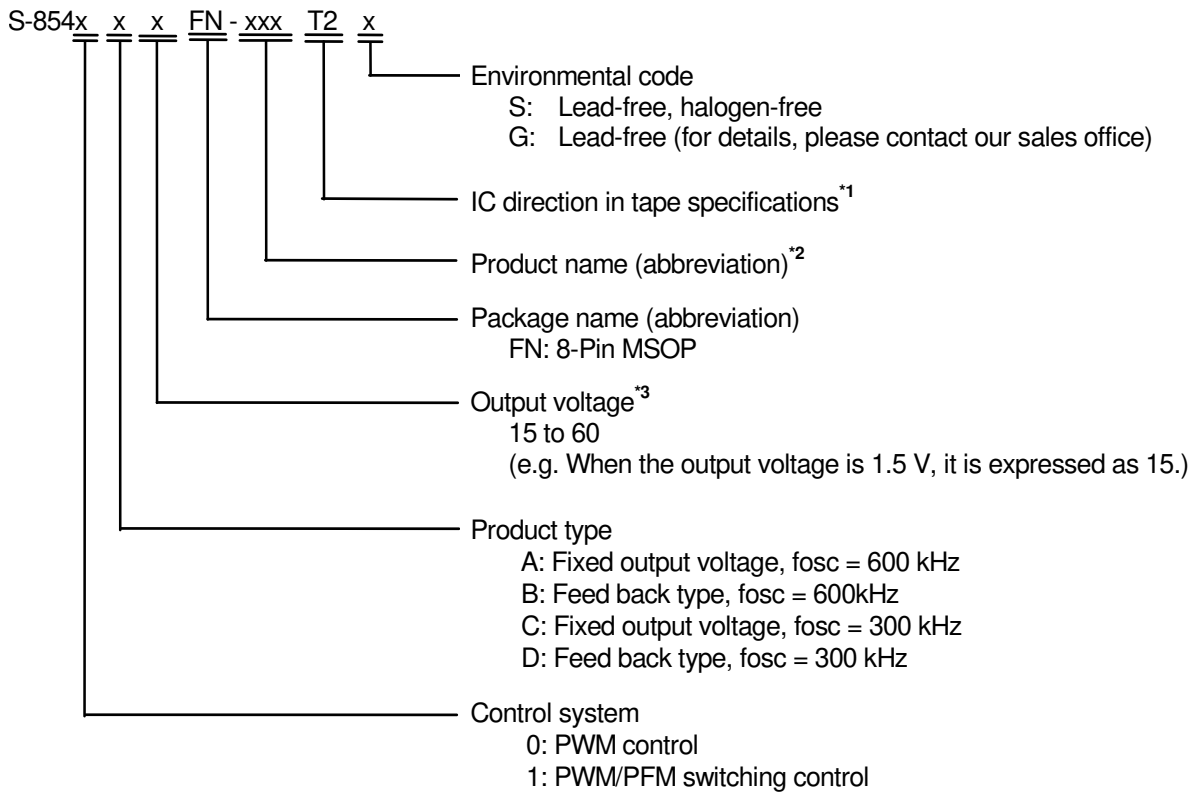 S-854x x x FN - xxx T2 x
Environmental code
S: Lead-free, halogen-free
G: Lead-free (for details, please contact our sales office)
IC direction in tape specifications*1
Product name (abbreviation)*2
Package name (abbreviation)
FN: 8-Pin MSOP
Output voltage*3
15 to 60
(e.g. When the output voltage is 1.5 V, it is expressed as 15.)
Product type
A: Fixed output voltage, fosc = 600 kHz
B: Feed back type, fosc = 600kHz
C: Fixed output voltage, fosc = 300 kHz
D: Feed back type, fosc = 300 kHz
Control system
0: PWM control
1: PWM/PFM switching control